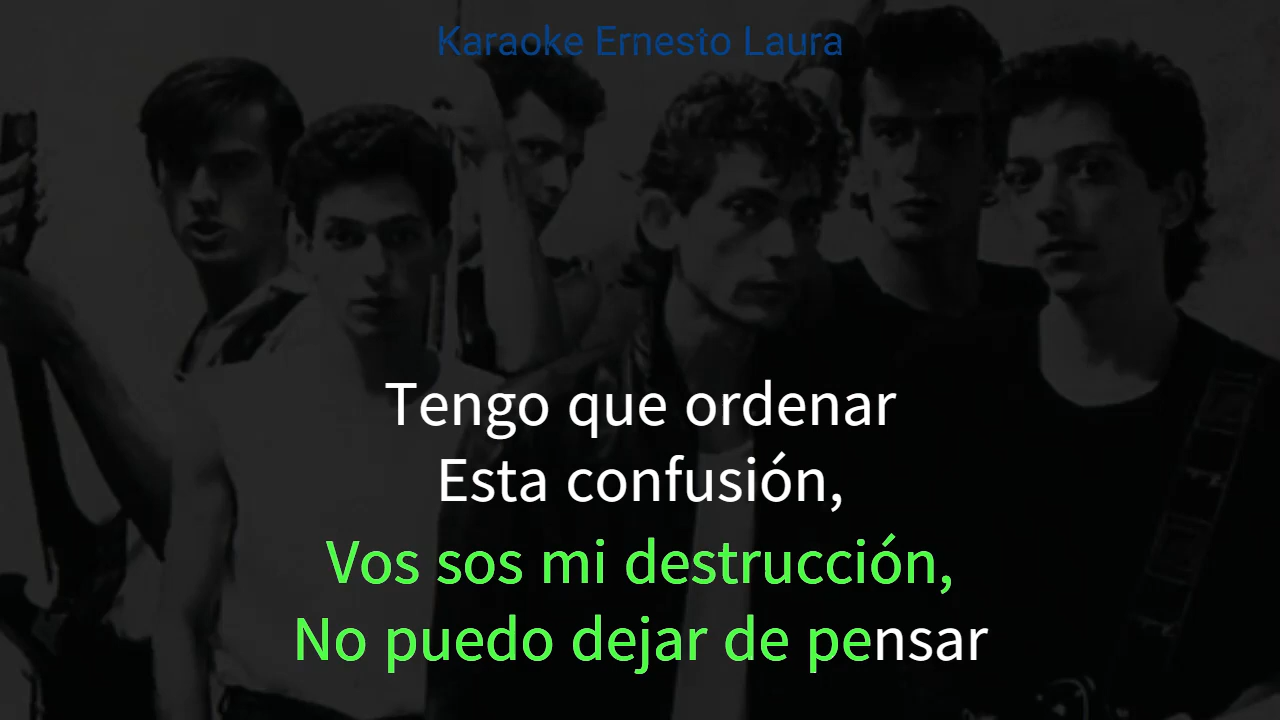 Karaoke Ernesto Laura
Tengo que ordenar
Esta confusión,
Vos sos mi destrucción,
No puedo dejar de pensar